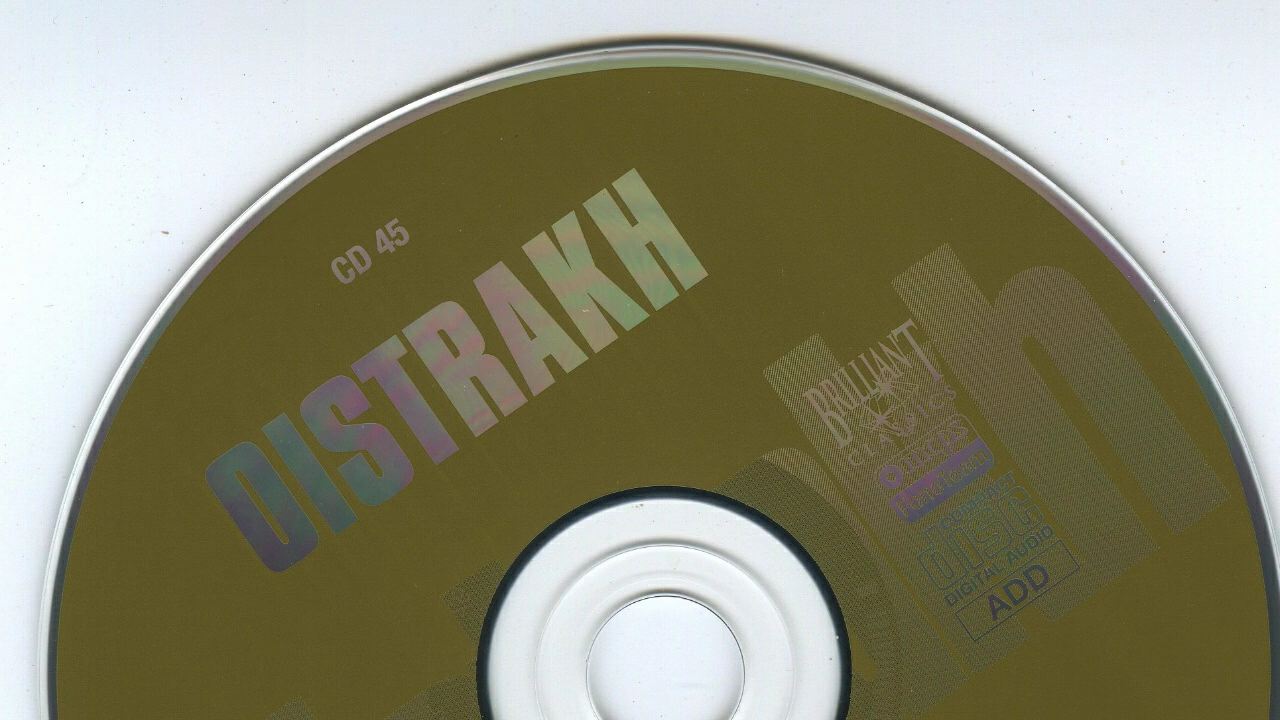 CD 45
OISTRAKH
BRILLIANT
CLASSICS
COMPACT
disc
DIGITAL AUDIO
ADD